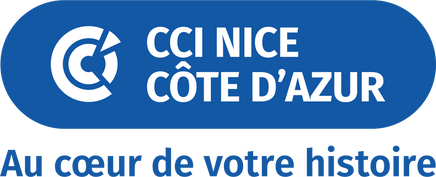 CCI NICE
CÔTE D’AZUR
Au cœur de votre histoire